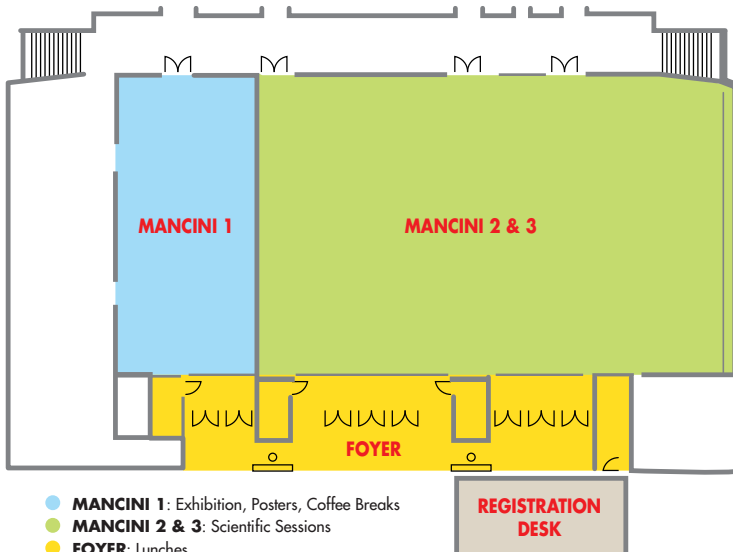 MANCINI 1
MANCINI 2 & 3
FOYER
MANCINI 1: Exhibition, Posters, Coffee Breaks
MANCINI 2 & 3: Scientific Sessions
FOYER: Lunches
REGISTRATION
DESK